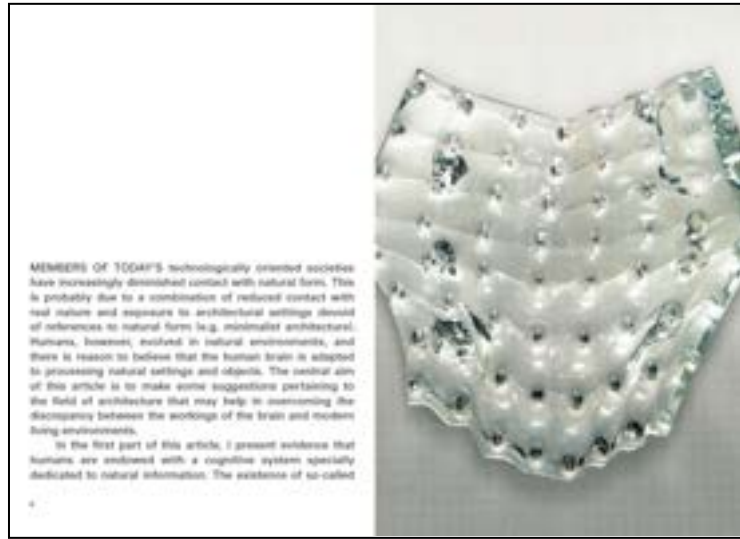 MEMBERS OF TODAY'S technologically oriented societies
have increasingly diminished contact with natural form. This
is probably due to a combination of reduced contact with
real nature and exposure to architectural settings devoid
of references to natural form (e.g. minimalist architecture).
Humans, however, evolved in natural environments, and
there is reason to believe that the human brain is adapted
to processing natural settings and objects. The central aim
of this article is to make some suggestions pertaining to
the field of architecture that may help in overcoming the
discrepancy between the workings of the brain and modern
living environments.
In the first part of this article, I present evidence that
humans are endowed with a cognitive system specially
dedicated to natural information. The existence of so-called